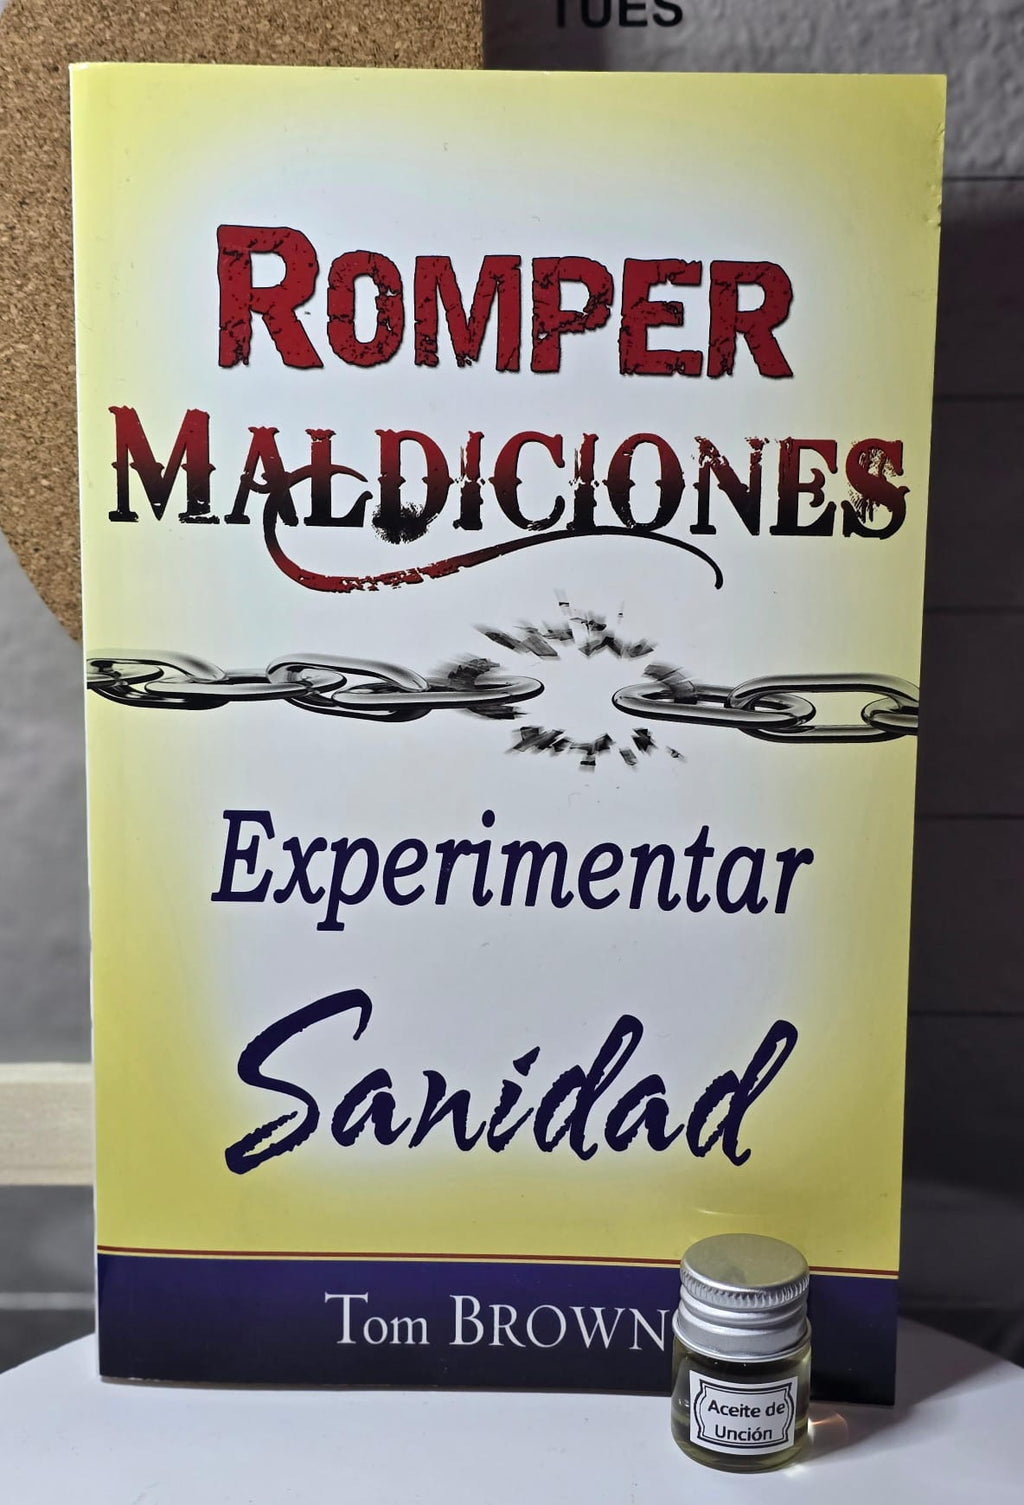 TUES
ROMPER
MALDICIONES
Experimentar
Sanidad
Tom BROWN
Aceite de
Unción